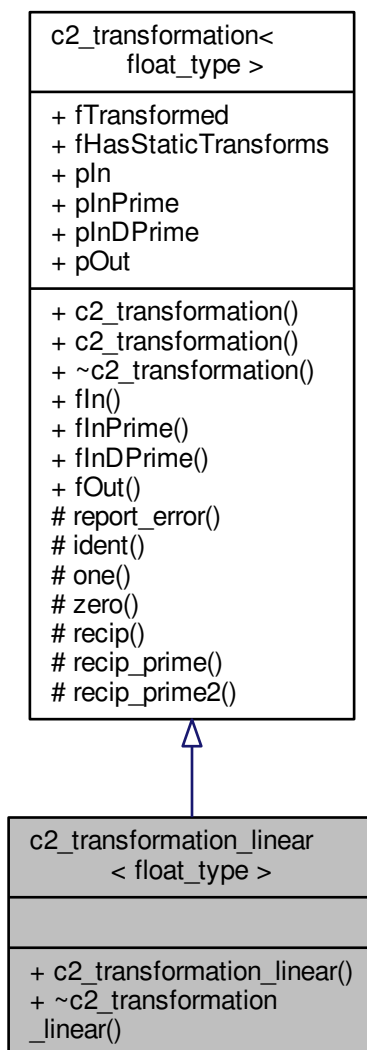 c2_transformation<
float_type >
+ fTransformed
+ fHasStaticTransforms
+ pIn
+ pInPrime
+ pInDPrime
+ pOut
+ c2_transformation()
+ c2_transformation()
+ ~c2_transformation()
+ fIn()
+ fInPrime()
+ fInDPrime()
+ fOut()
# report_error()
# ident()
# one()
# zero()
# recip()
# recip_prime()
# recip_prime2()
c2_transformation_linear
< float_type >
+ c2_transformation_linear()
+ ~c2_transformation
_linear()